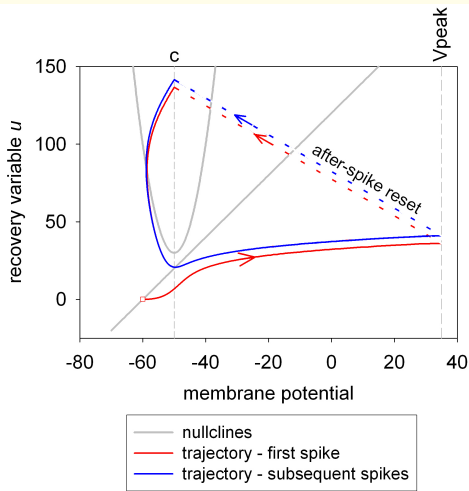 c
Vpeak
150
100
50
0
recovery variable u
after-spike reset
-80 -60 -40 -20 0 20 40
membrane potential
nullclines
trajectory - first spike
trajectory - subsequent spikes